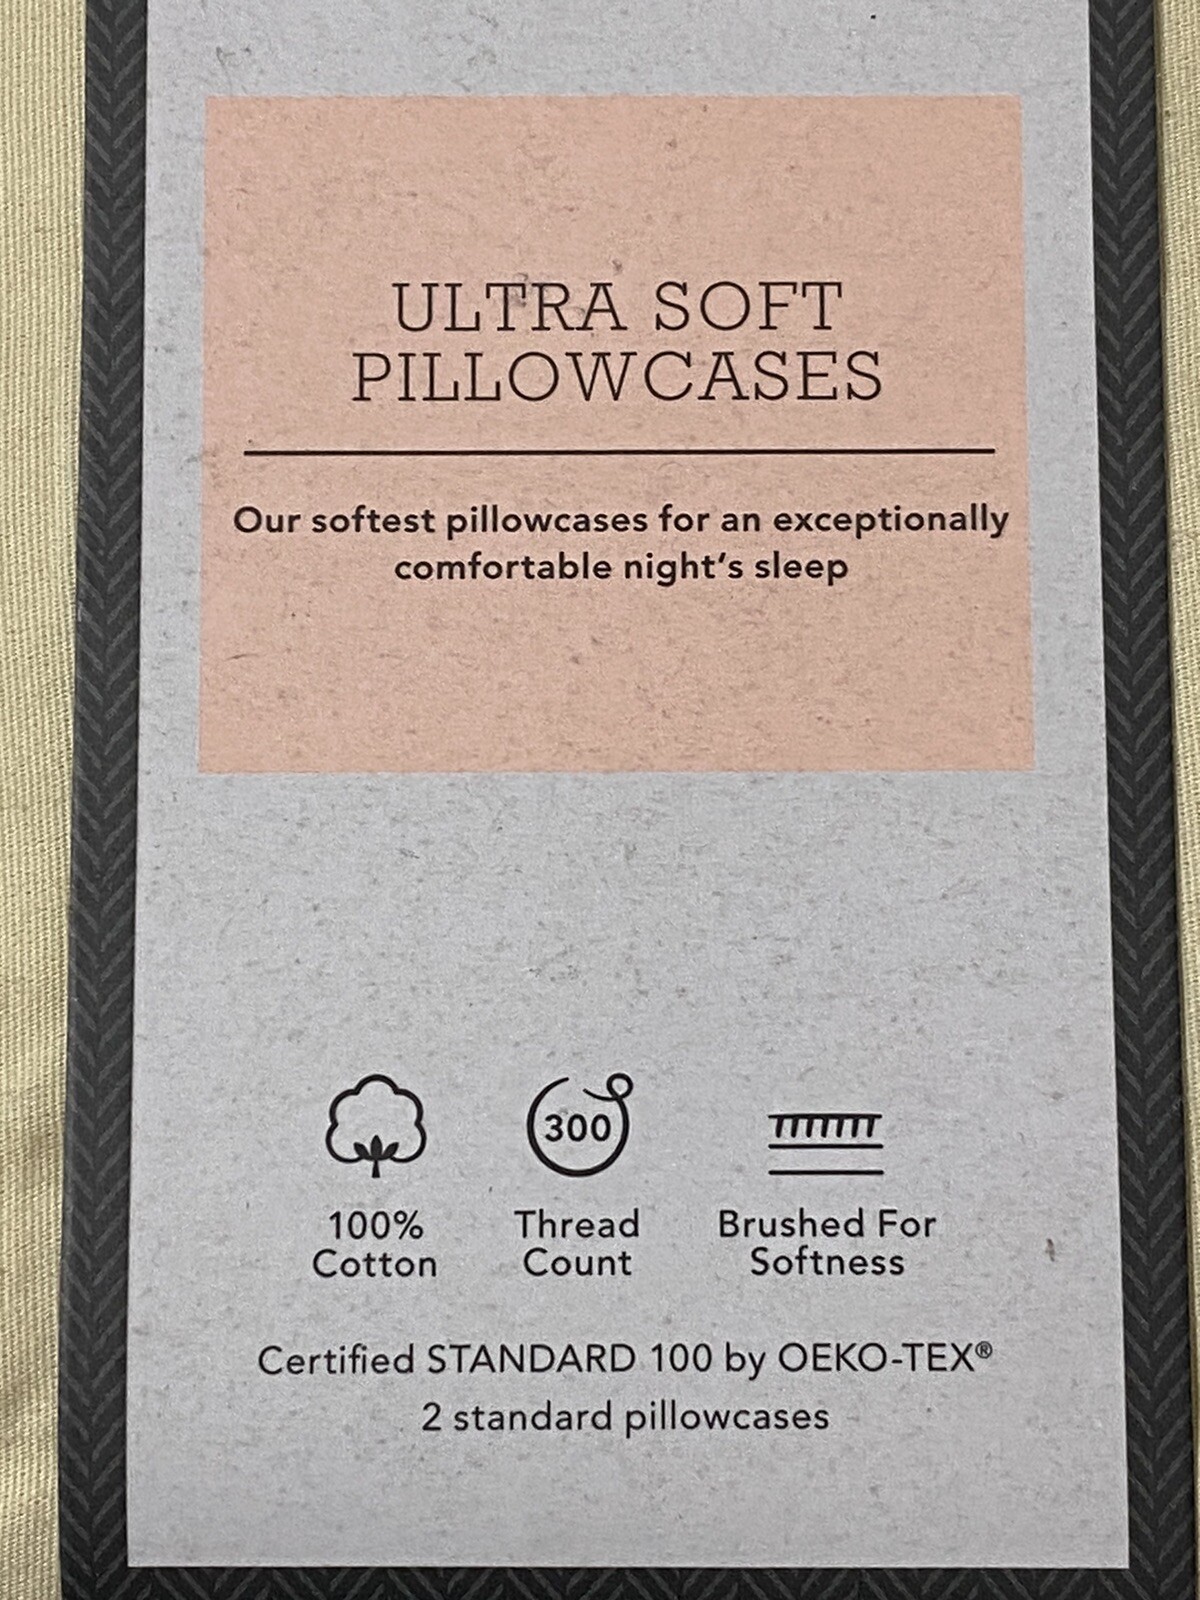 ULTRA SOFT
PILLOWCASES
Our softest pillowcases for an exceptionally
comfortable night's sleep
300
100%
Cotton
Thread
Count
Brushed For
Softness
Certified STANDARD 100 by OEKO-TEX®
2 standard pillowcases